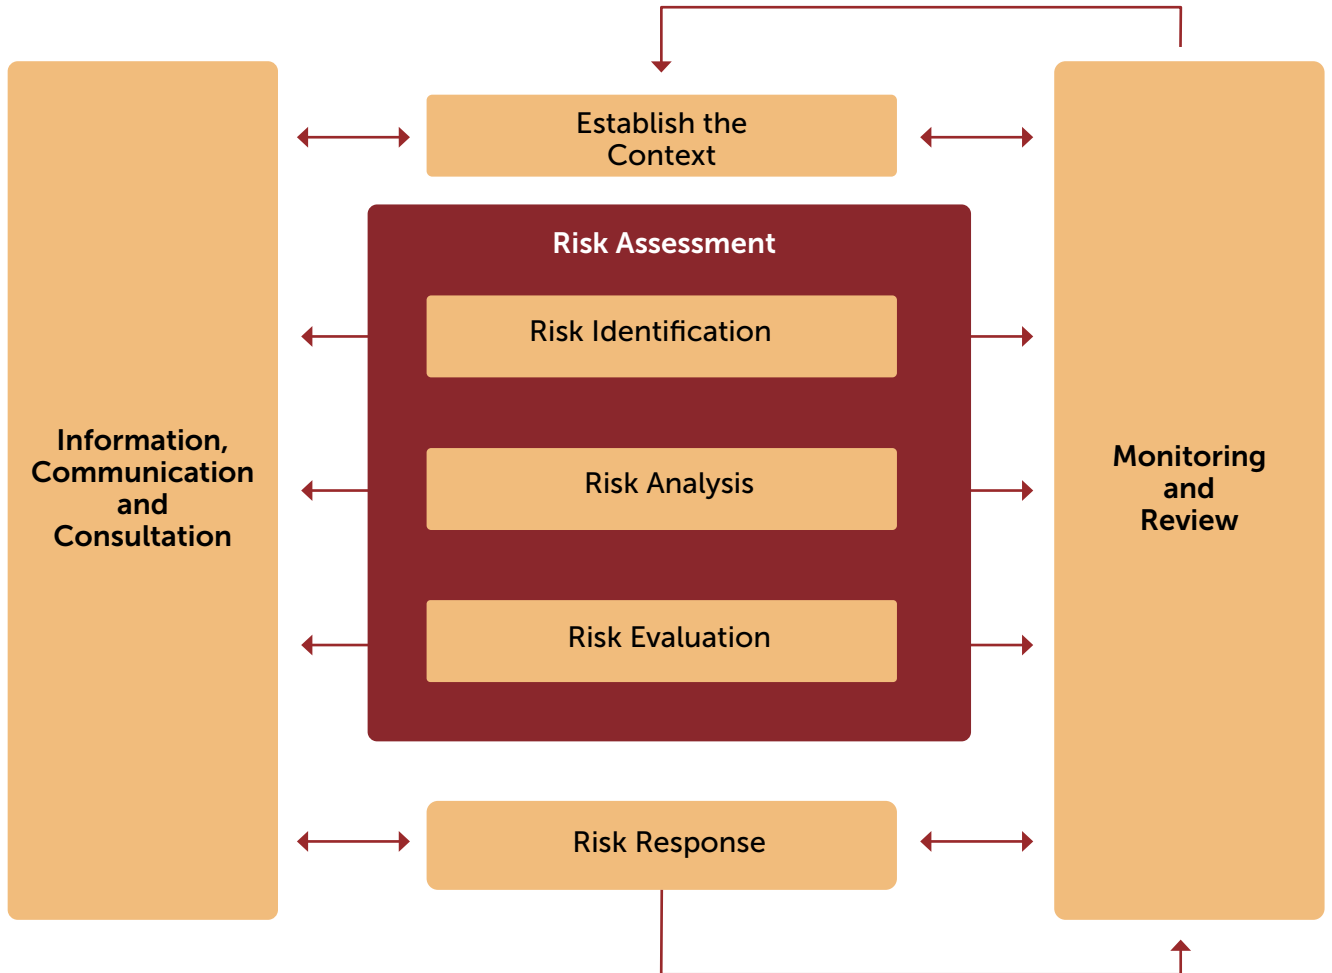 Establish the
Context
Risk Assessment
Risk Identification
Risk Analysis
Risk Evaluation
Risk Response
Information,
Communication
and
Consultation
Monitoring
and
Review